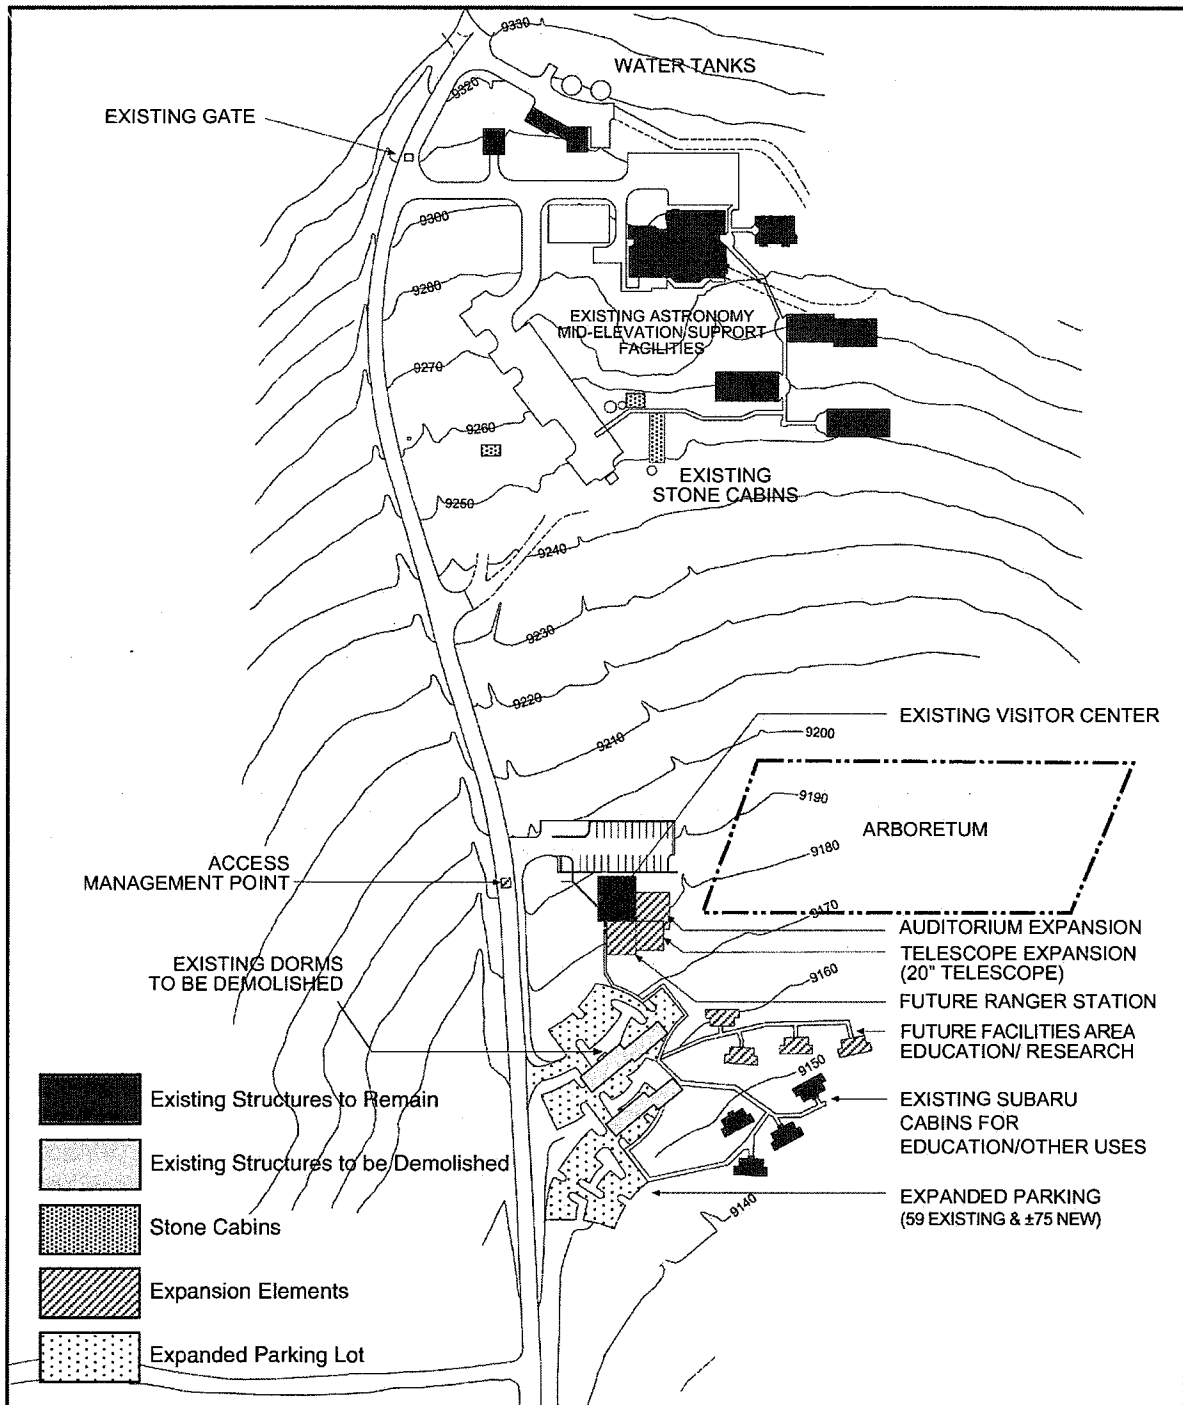 9330
WATER TANKS
9320
EXISTING GATE
9300
9280
EXISTING ASTRONOMY
MID-ELEVATION SUPPORT
FACILITIES
9270
9260
EXISTING
STONE CABINS
9250
9240
9230
9220
9210
9200
EXISTING VISITOR CENTER
9190
ARBORETUM
9180
ACCESS
MANAGEMENT POINT
9170
AUDITORIUM EXPANSION
TELESCOPE EXPANSION
(20" TELESCOPE)
EXISTING DORMS
TO BE DEMOLISHED
9160
FUTURE RANGER STATION
FUTURE FACILITIES AREA
EDUCATION/ RESEARCH
9150
EXISTING SUBARU
CABINS FOR
EDUCATION/OTHER USES
EXPANDED PARKING
(59 EXISTING & ±75 NEW)
9140
Existing Structures to Remain
Existing Structures to be Demolished
Stone Cabins
Expansion Elements
Expanded Parking Lot